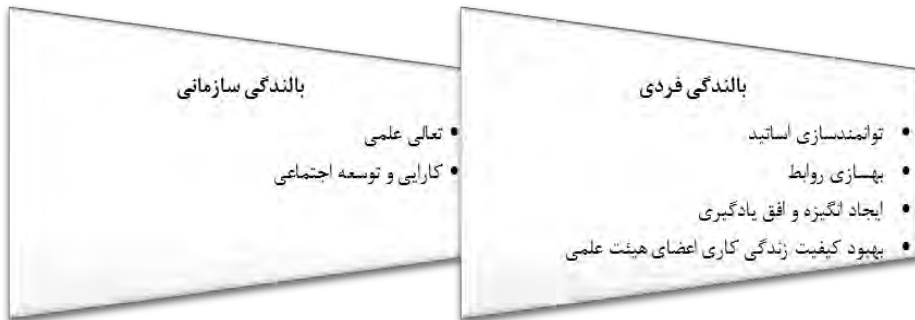 بالندگی فردی
• توانمندسازی اساتید
• بهسازی روابط
• ایجاد انگیزه و افق یادگیری
• بهبود کیفیت زندگی کاری اعضای هیئت علمی
بالندگی سازمانی
• تعالی علمی
• کارایی و توسعه اجتماعی